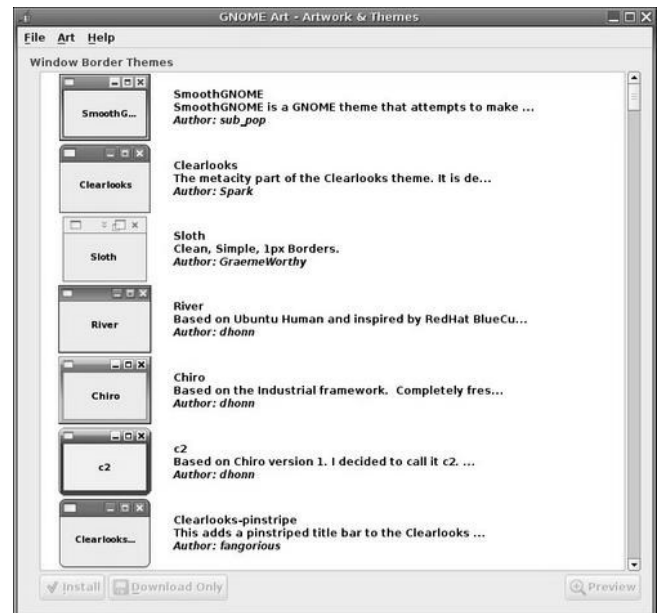 GNOME Art - Artwork & Themes
File Art Help
Window Border Themes
SmoothG...
SmoothGNOME
SmoothGNOME is a GNOME theme that attempts to make ...
Author: sub_pop
Clearlooks
Clearlooks
The metacity part of the Clearlooks theme. It is de...
Author: Spark
Sloth
Sloth
Clean, Simple, 1px Borders.
Author: GraemeWorthy
River
River
Based on Ubuntu Human and inspired by RedHat BlueCu...
Author: dhonn
Chiro
Chiro
Based on the Industrial framework. Completely fres...
Author: dhonn
c2
c2
Based on Chiro version 1. I decided to call it c2. ...
Author: dhonn
Clearlooks...
Clearlooks-pinstripe
This adds a pinstriped title bar to the Clearlooks ...
Author: fangorious
Install Download Only Preview